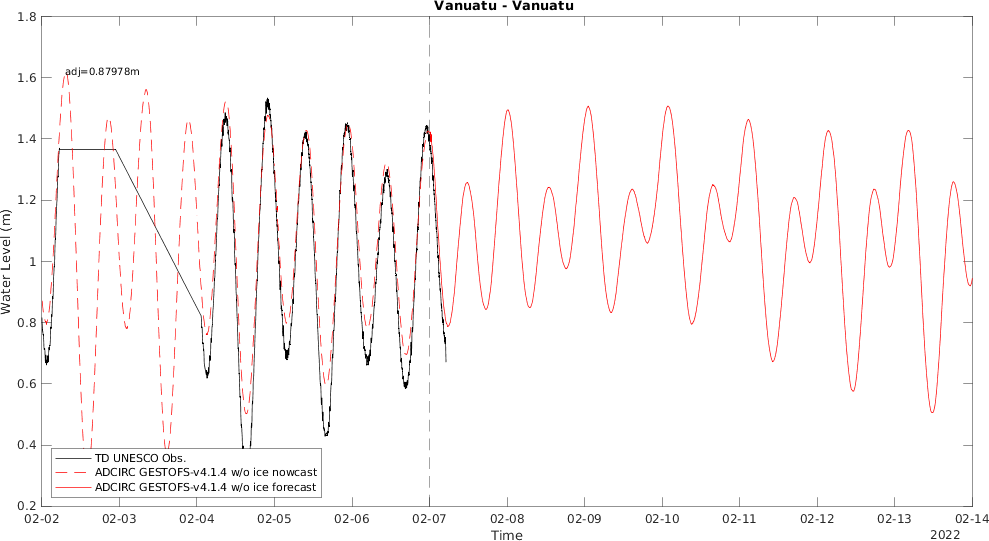 Vanuatu - Vanuatu
1.8
1.6
1.4
1.2
1
0.8
0.6
0.4
0.2
Water Level (m)
adj=0.87978m
TD UNESCO Obs.
ADCIRC GESTOFS-v4.1.4 w/o ice nowcast
ADCIRC GESTOFS-v4.1.4 w/o ice forecast
02-02 02-03 02-04 02-05 02-06 02-07 02-08 02-09 02-10 02-11 02-12 02-13 02-14
Time
2022